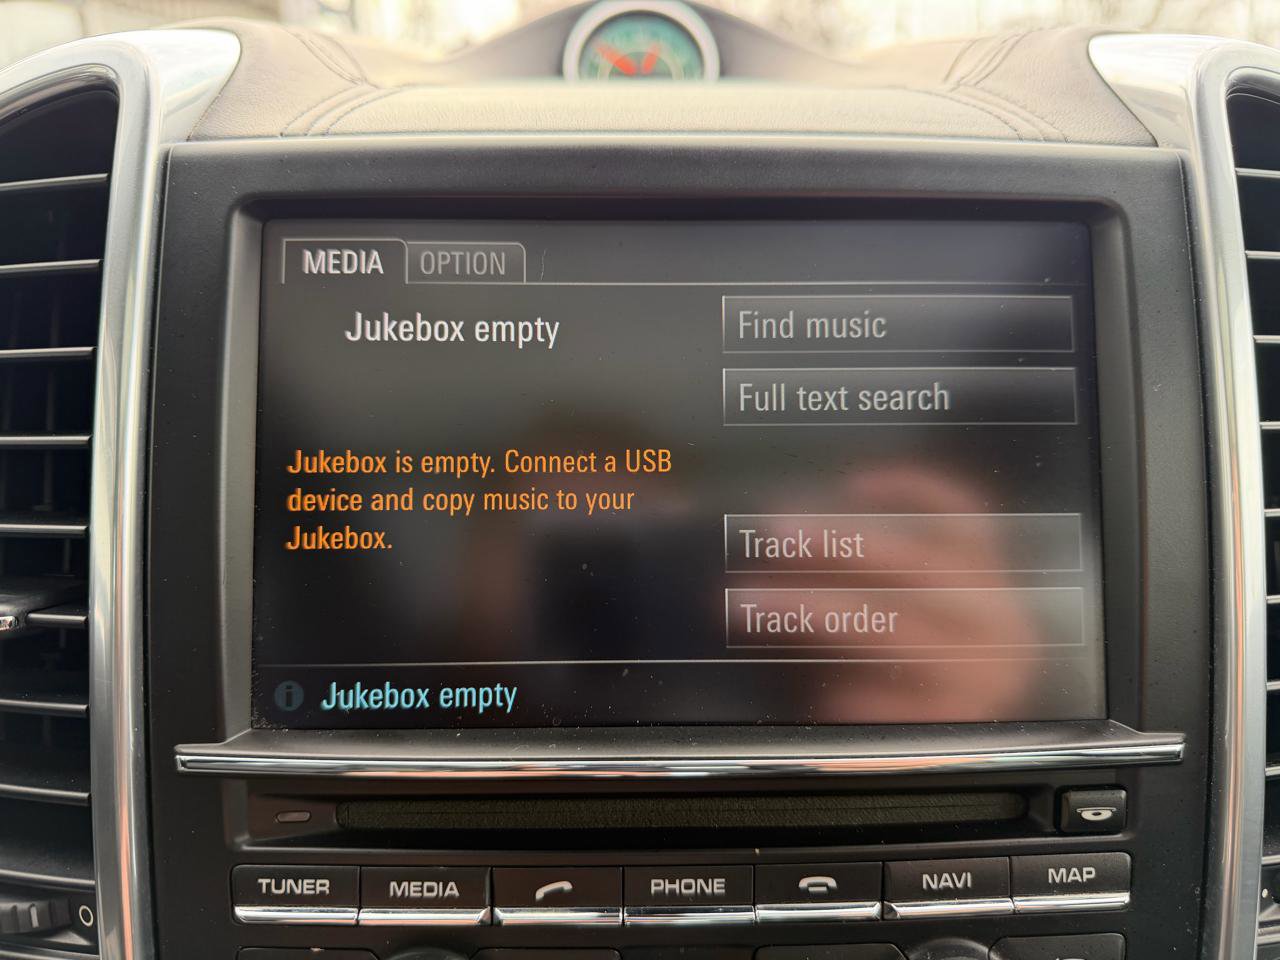 MEDIA OPTION
Jukebox empty
Find music
Full text search
Jukebox is empty. Connect a USB
device and copy music to your
Jukebox.
Track list
Track order
Jukebox empty
TUNER MEDIA PHONE NAVI MAP